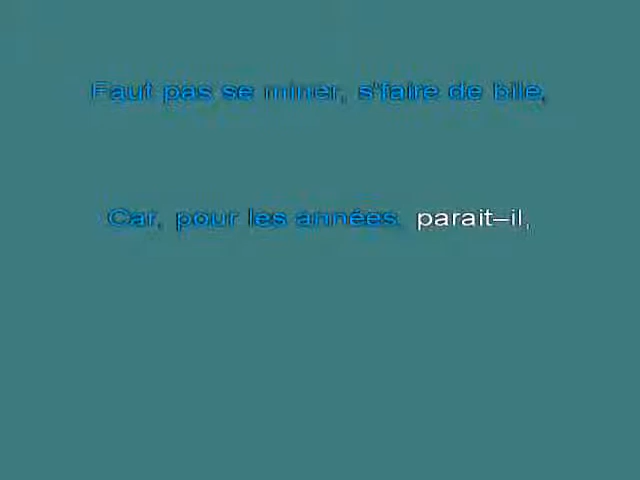 Faut pas se miner, s'faire de bile,
Car, pour les années, parait-il,